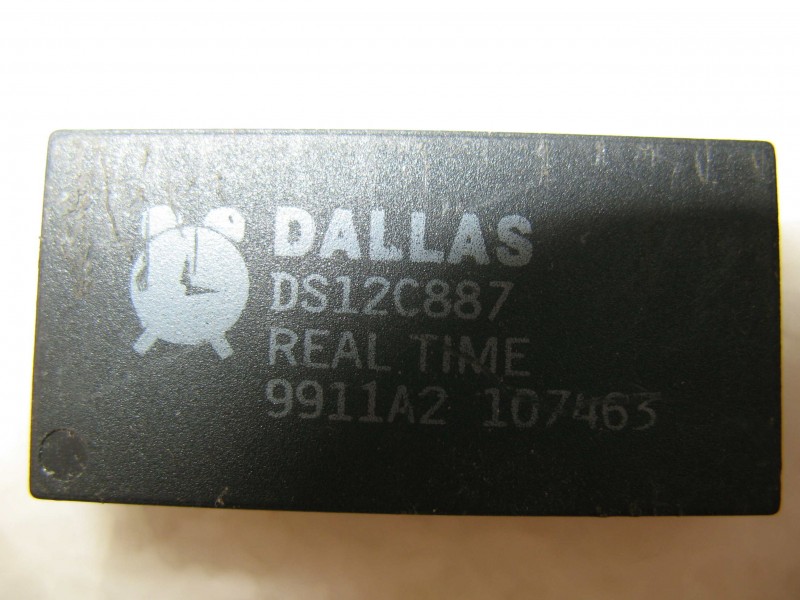 DALLAS
DS12C887
REAL TIME
9911A2 107463